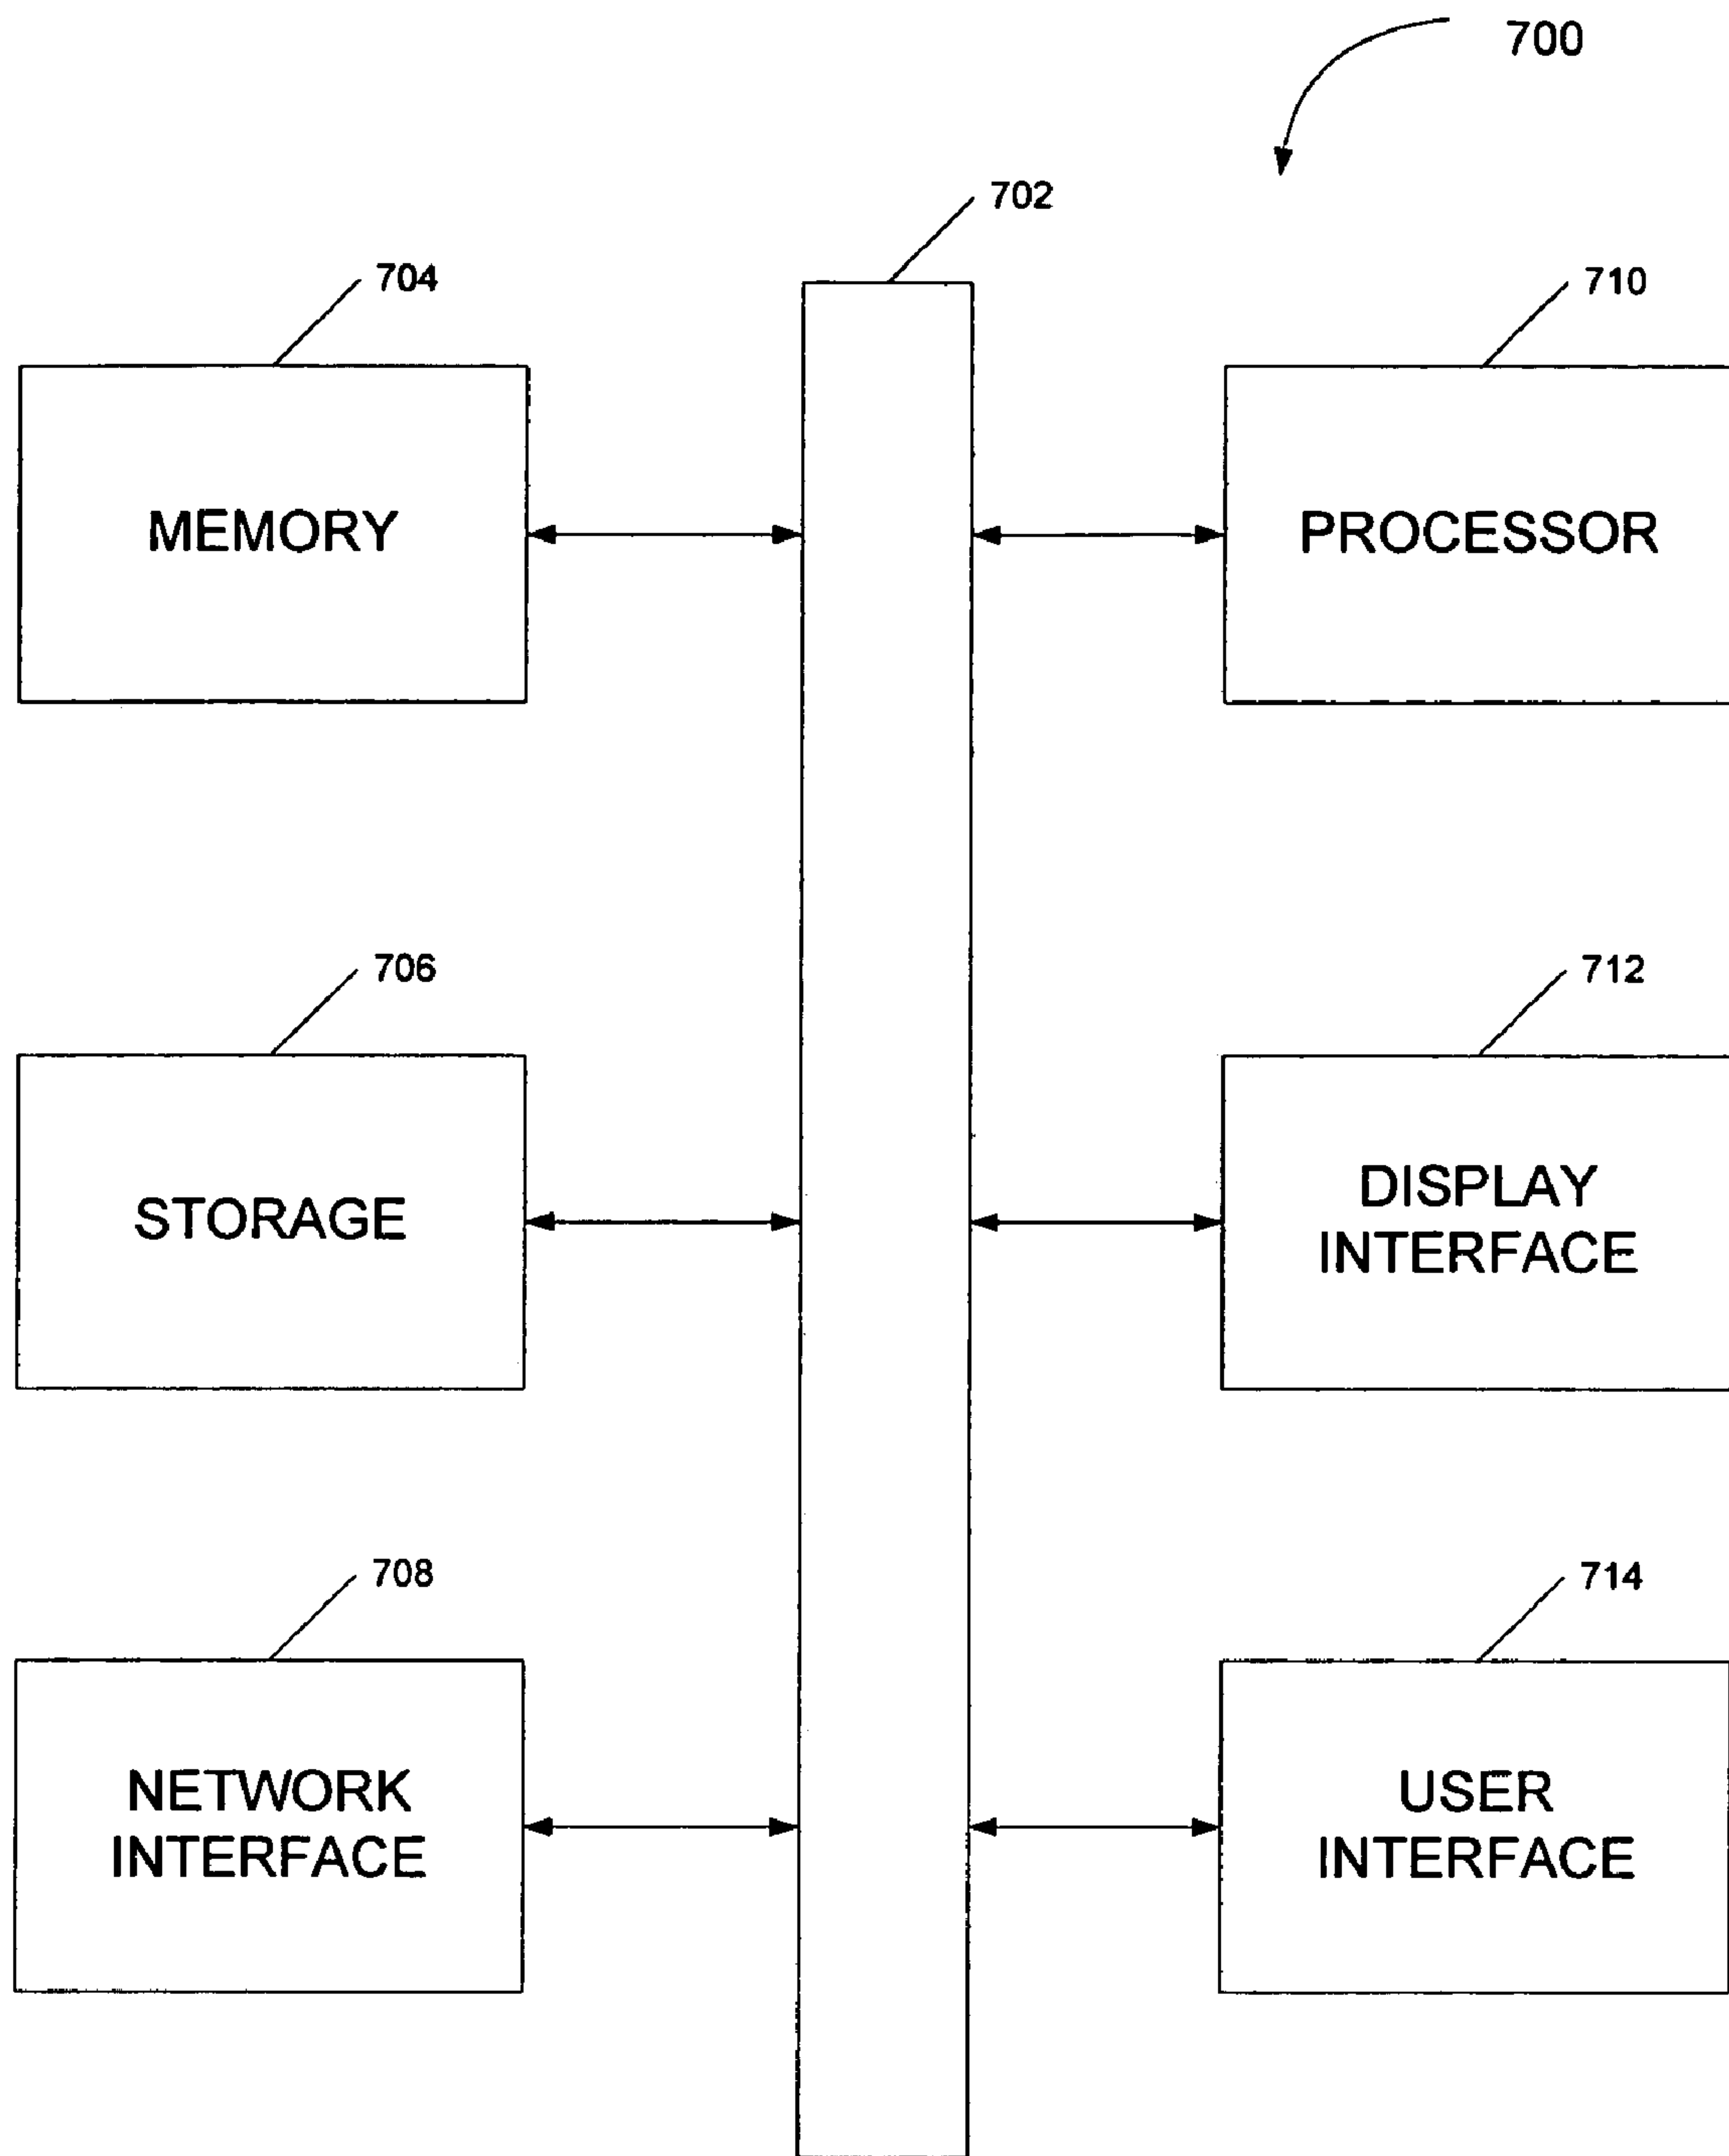 700
702
704
710
MEMORY
PROCESSOR
706
712
STORAGE
DISPLAY
INTERFACE
708
714
NETWORK
INTERFACE
USER
INTERFACE